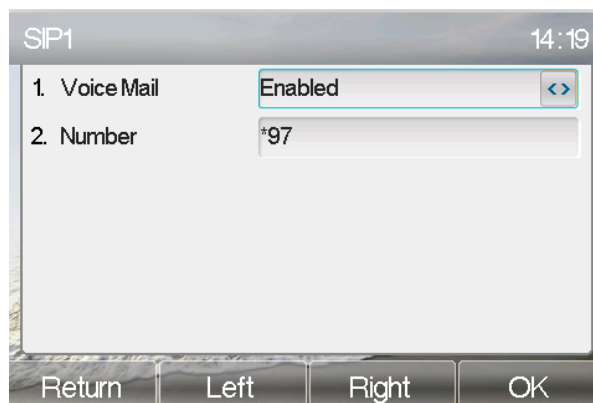 SIP1 14:19
1. Voice Mail Enabled <>
2. Number *97
Return Left Right OK